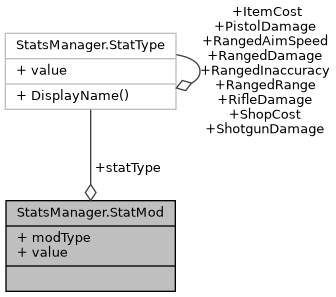 +ItemCost
+PistolDamage
+RangedAimSpeed
+RangedDamage
+RangedInaccuracy
+RangedRange
+RifleDamage
+ShopCost
+ShotgunDamage
StatsManager.StatType
+ value
+ DisplayName()
+statType
StatsManager.StatMod
+ modType
+ value